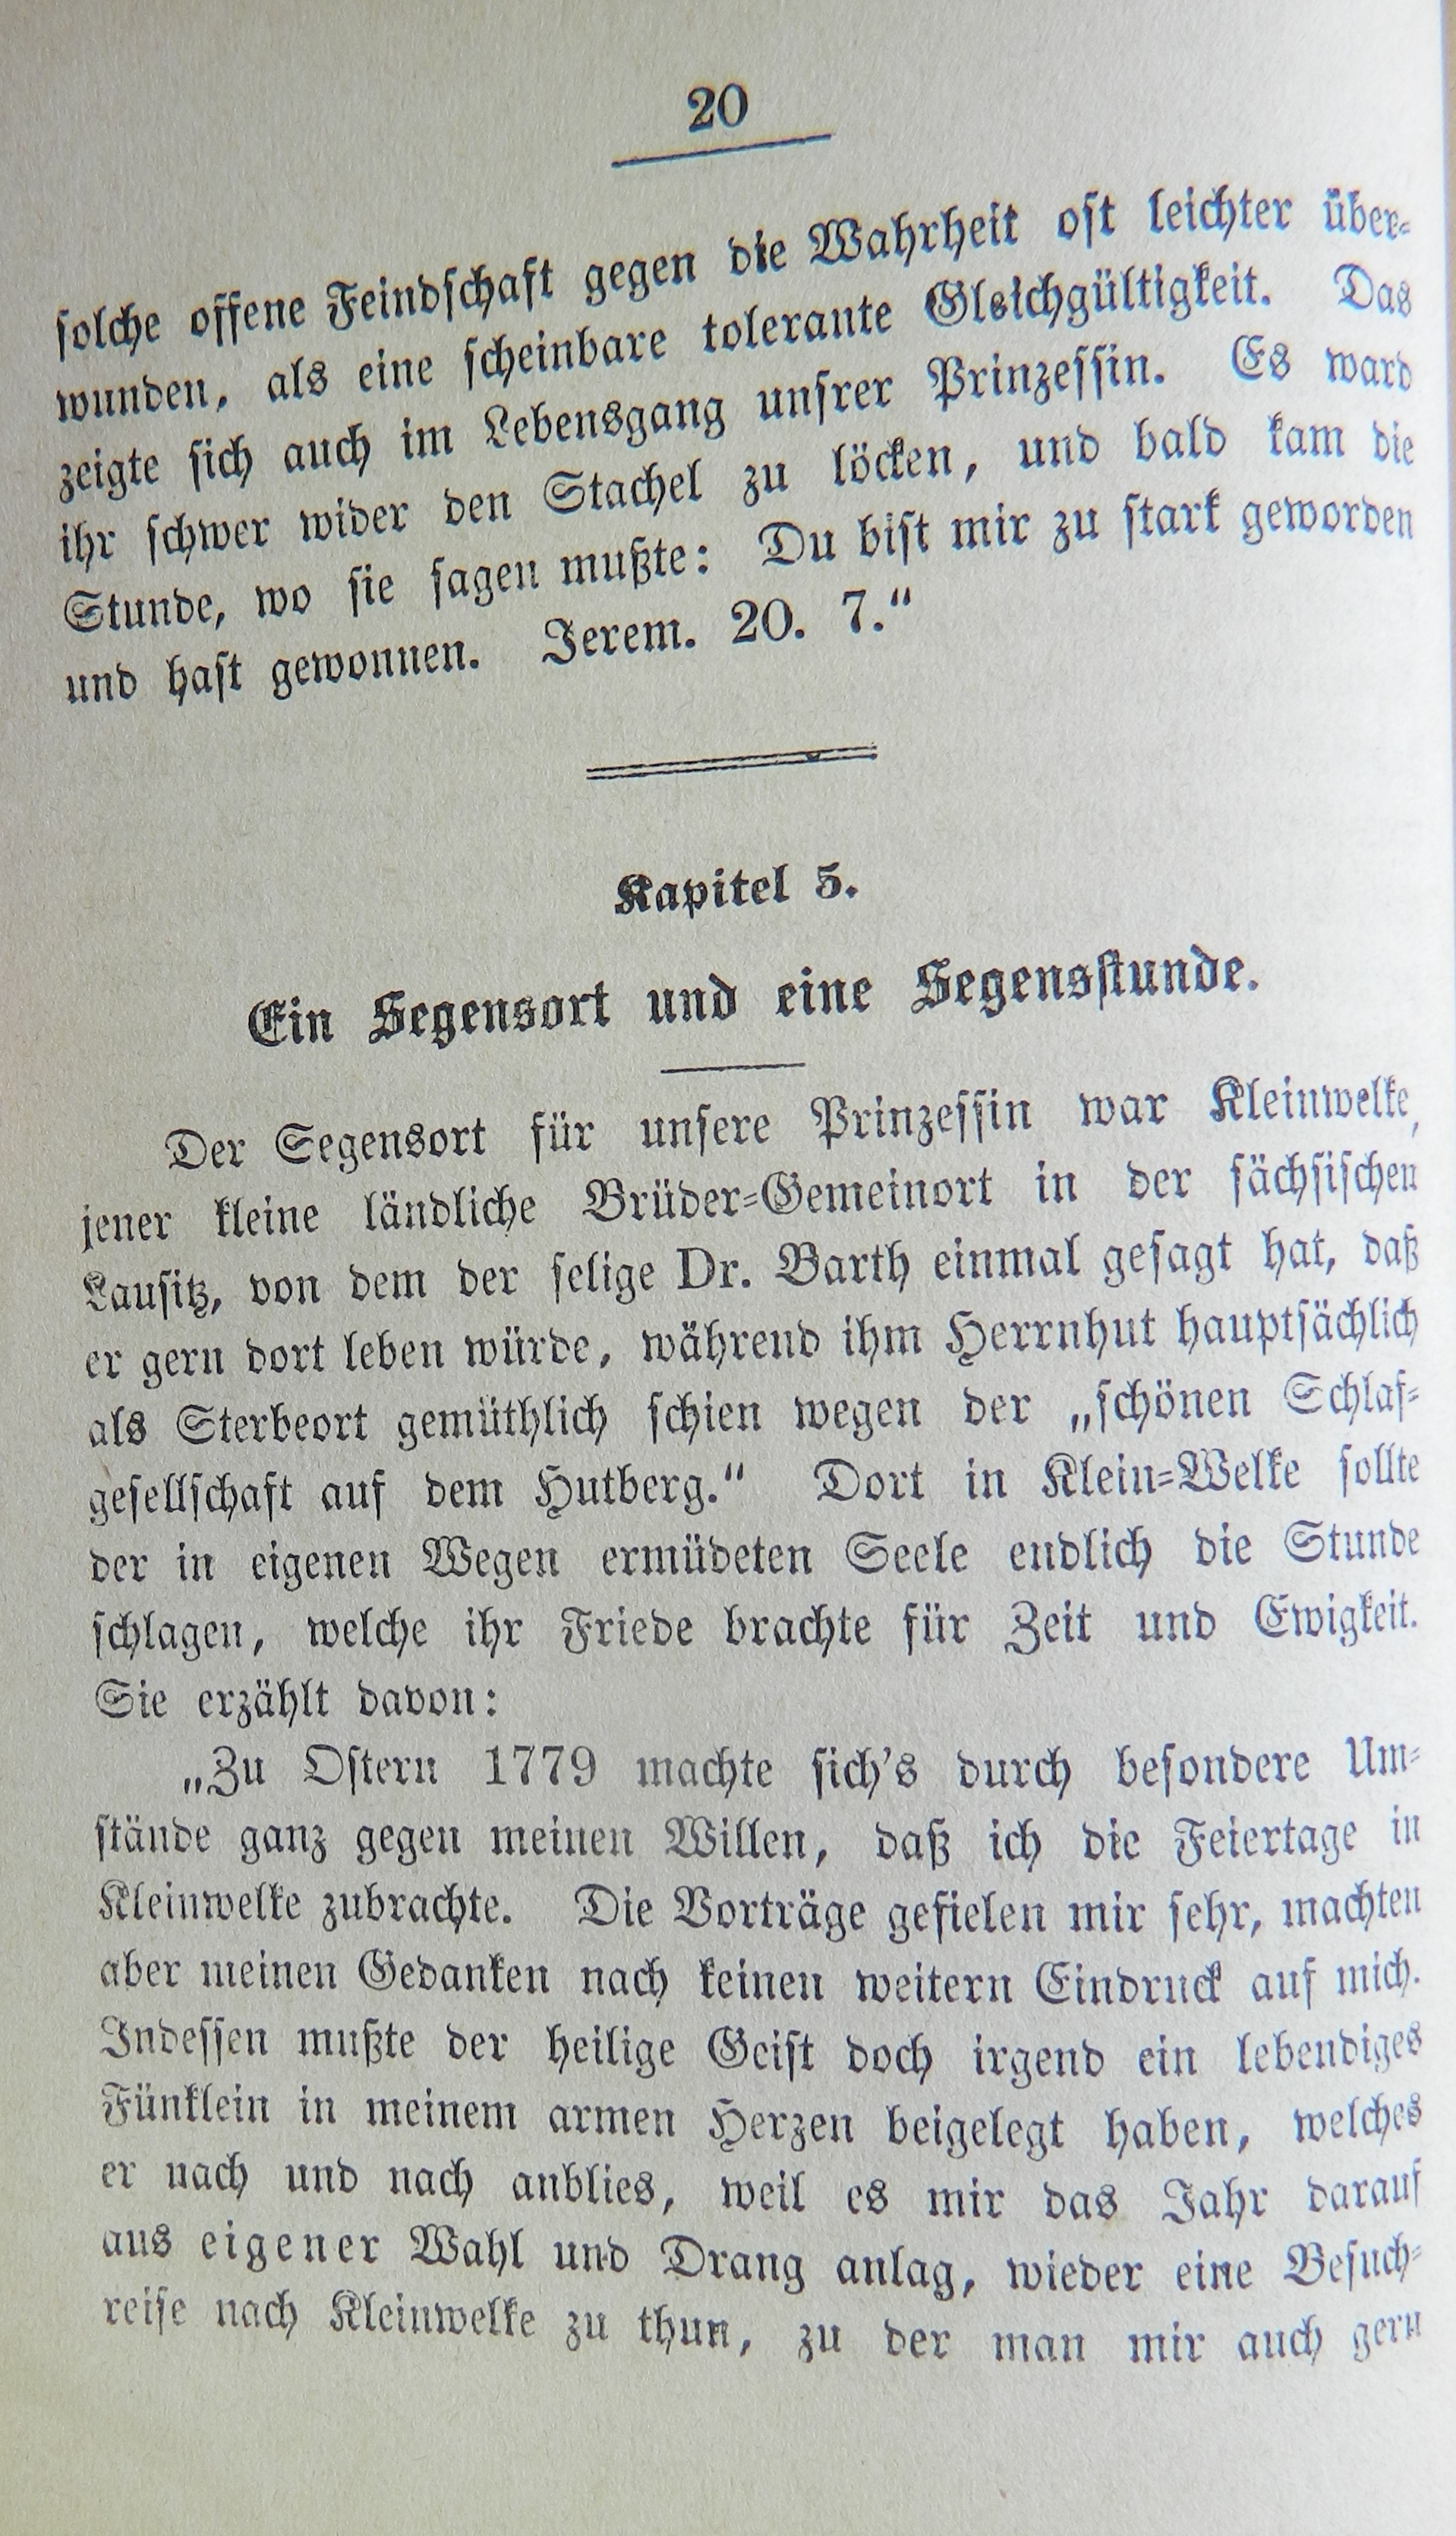 20
solche offene Feindschaft gegen die Wahrheit oft leichter über-
wunden, als eine scheinbare tolerante Gleichgültigkeit. Das
zeigte sich auch im Lebensgang unsrer Prinzessin. Es ward
ihr schwer wider den Stachel zu löcken, und bald kam die
Stunde, wo sie sagen mußte: Du bist mir zu stark geworden
und hast gewonnen. Jerem. 20. 7.“
Kapitel 5.
Ein Segensort und eine Segensstunde.
Der Segensort für unsere Prinzessin war Kleinwelke,
jener kleine ländliche Brüder-Gemeinort in der sächsischen
Lausitz, von dem der selige Dr. Barth einmal gesagt hat, daß
er gern dort leben würde, während ihm Herrnhut hauptsächlich
als Sterbeort gemüthlich schien wegen der „schönen Schlaf-
gesellschaft auf dem Hutberg.“ Dort in Klein-Welke sollte
der in eigenen Wegen ermüdeten Seele endlich die Stunde
schlagen, welche ihr Friede brachte für Zeit und Ewigkeit.
Sie erzählt davon:
„Zu Ostern 1779 machte sich’s durch besondere Um-
stände ganz gegen meinen Willen, daß ich die Feiertage in
Kleinwelke zubrachte. Die Vorträge gefielen mir sehr, machten
aber meinen Gedanken nach keinen weitern Eindruck auf mich.
Indessen mußte der heilige Geist doch irgend ein lebendiges
Fünklein in meinem armen Herzen beigelegt haben, welches
er nach und nach anblies, weil es mir das Jahr darauf
aus eigener Wahl und Drang anlag, wieder eine Besuch-
reise nach Kleinwelke zu thun, zu der man mir auch gern